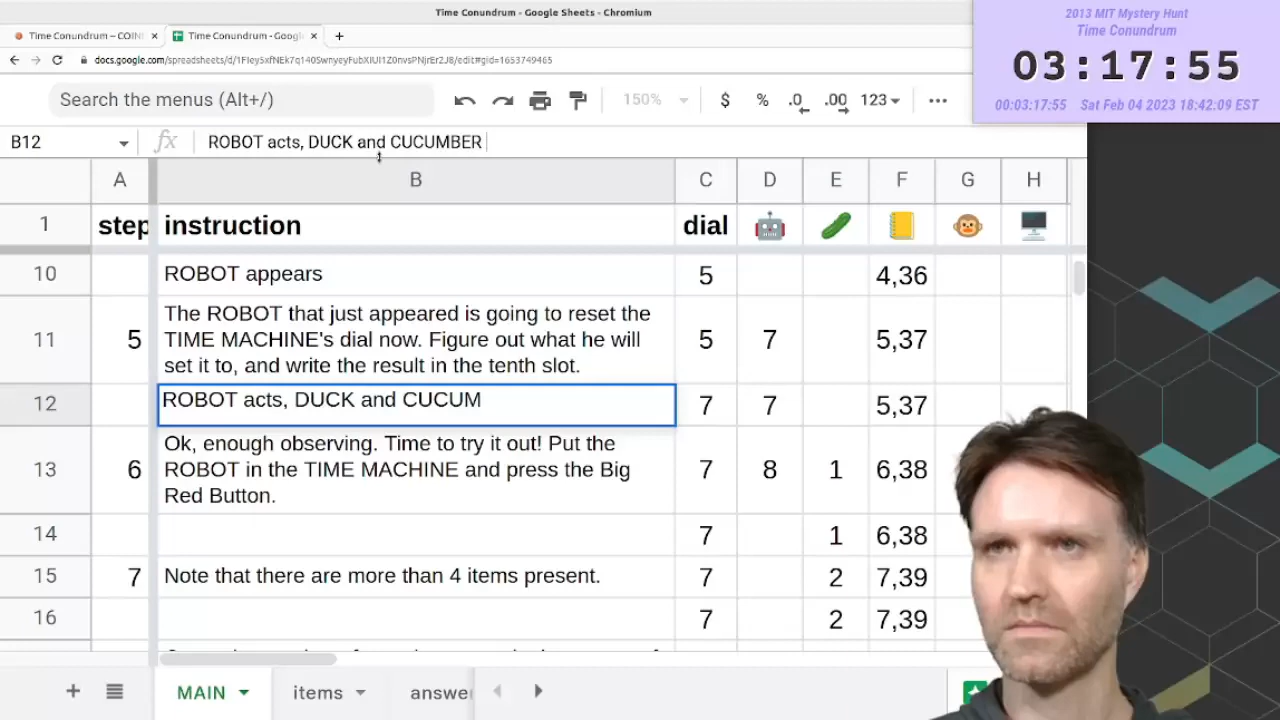 Time Conundrum - Google Sheets - Chromium
2013 MIT Mystery Hunt
Time Conundrum
03:17:55
00:03:17:55 Sat Feb 04 2023 18:42:09 EST
Time Conundrum – COIN × Time Conundrum - Googl × +
Search the menus (Alt+/) 150% $ % .0 .00 123 ...
B12 fx ROBOT acts, DUCK and CUCUMBER
A B C D E F G H
1 step instruction dial
10 ROBOT appears 5 4,36
The ROBOT that just appeared is going to reset the
11 5 TIME MACHINE's dial now. Figure out what he will 5 7 5,37
set it to, and write the result in the tenth slot.
12 ROBOT acts, DUCK and CUCUM 7 7 5,37
Ok, enough observing. Time to try it out! Put the
13 6 ROBOT in the TIME MACHINE and press the Big 7 8 1 6,38
Red Button.
14 7 1 6,38
15 7 Note that there are more than 4 items present. 7 2 7,39
16 7 2 7,39
+ MAIN items answe